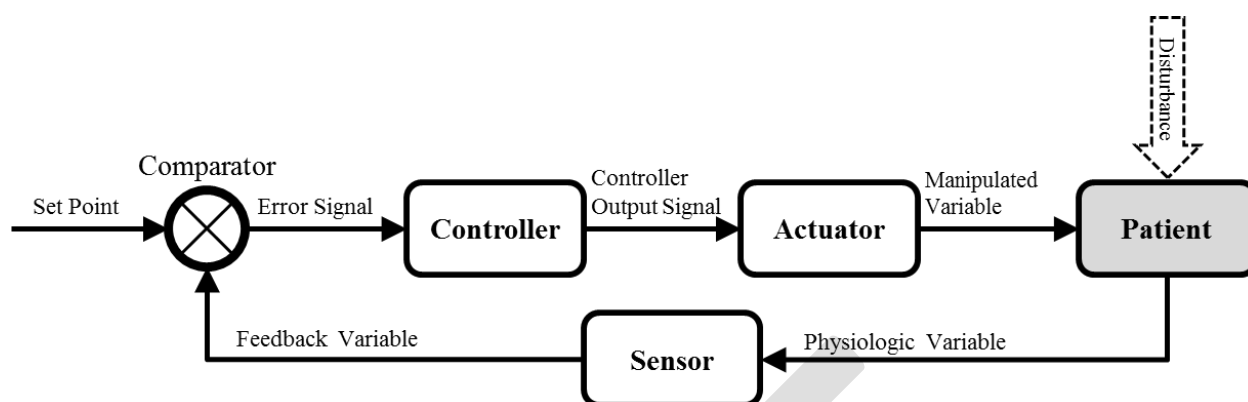 Disturbance
Comparator
Set Point
Error Signal
Controller
Controller
Output Signal
Actuator
Manipulated
Variable
Patient
Feedback Variable
Sensor
Physiologic Variable